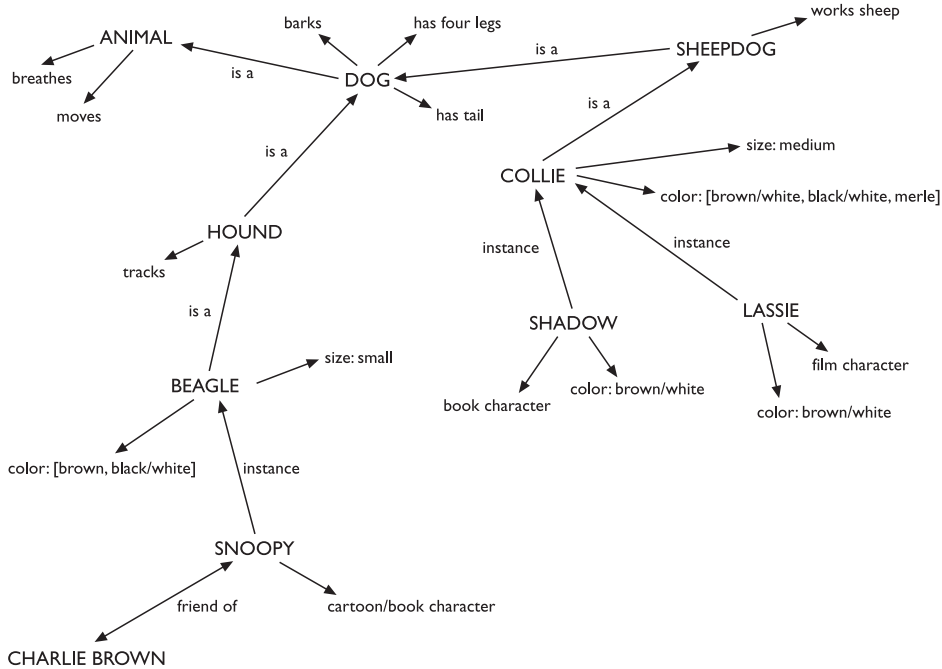 works sheep
barks
has four legs
ANIMAL
is a
SHEEPDOG
breathes
is a
DOG
moves
has tail
is a
is a
size: medium
COLLIE
color: [brown/white, black/white, merle]
HOUND
instance
instance
tracks
is a
LASSIE
SHADOW
size: small
film character
BEAGLE
color: brown/white
book character
color: brown/white
color: [brown, black/white]
instance
SNOOPY
friend of
cartoon/book character
CHARLIE BROWN